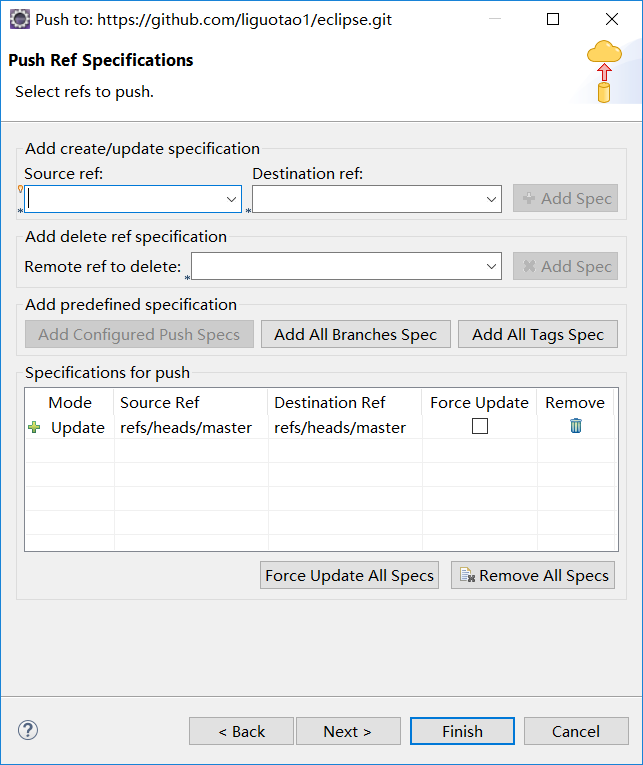 Push to: https://github.com/liguotao1/eclipse.git
Push Ref Specifications
Select refs to push.
Add create/update specification
Source ref: Destination ref:
* * Add Spec
Add delete ref specification
Remote ref to delete: * Add Spec
Add predefined specification
Add Configured Push Specs Add All Branches Spec Add All Tags Spec
Specifications for push
Mode Source Ref Destination Ref Force Update Remove
Update refs/heads/master refs/heads/master
Force Update All Specs Remove All Specs
? < Back Next > Finish Cancel